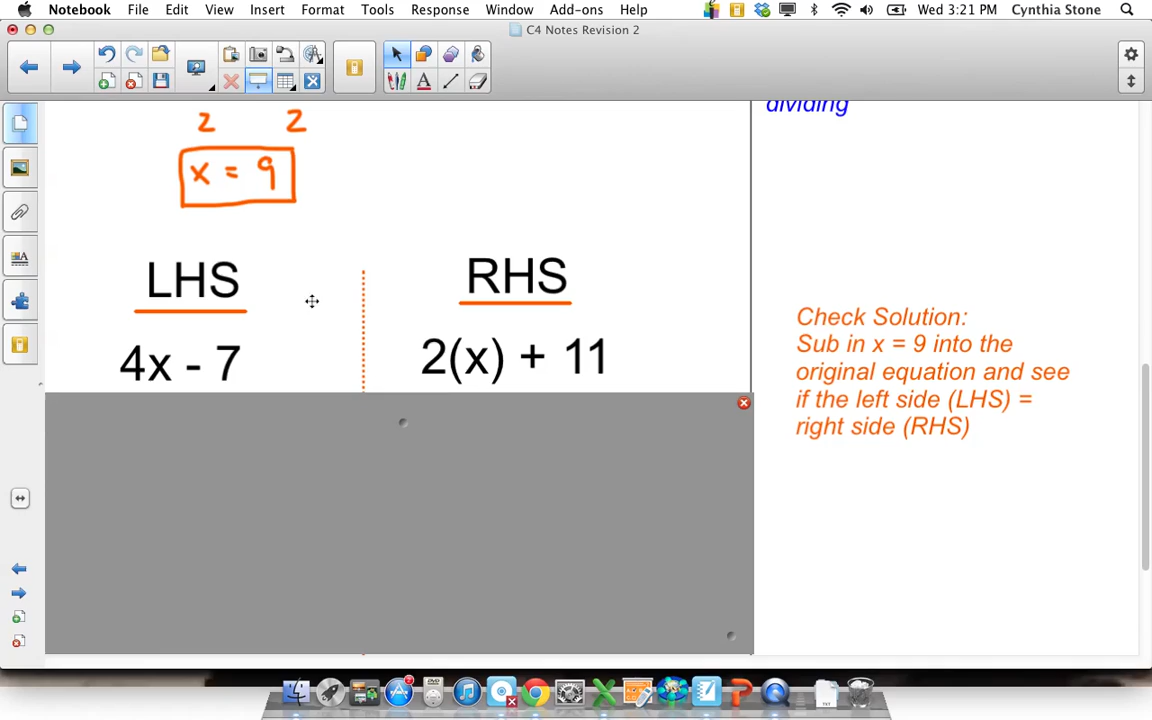 Notebook File Edit View Insert Format Tools Response Window Add-ons Help Wed 3:21 PM Cynthia Stone
C4 Notes Revision 2
dividing
2 2
x = 9
LHS RHS
4x - 7 2(x) + 11
Check Solution:
Sub in x = 9 into the
original equation and see
if the left side (LHS) =
right side (RHS)